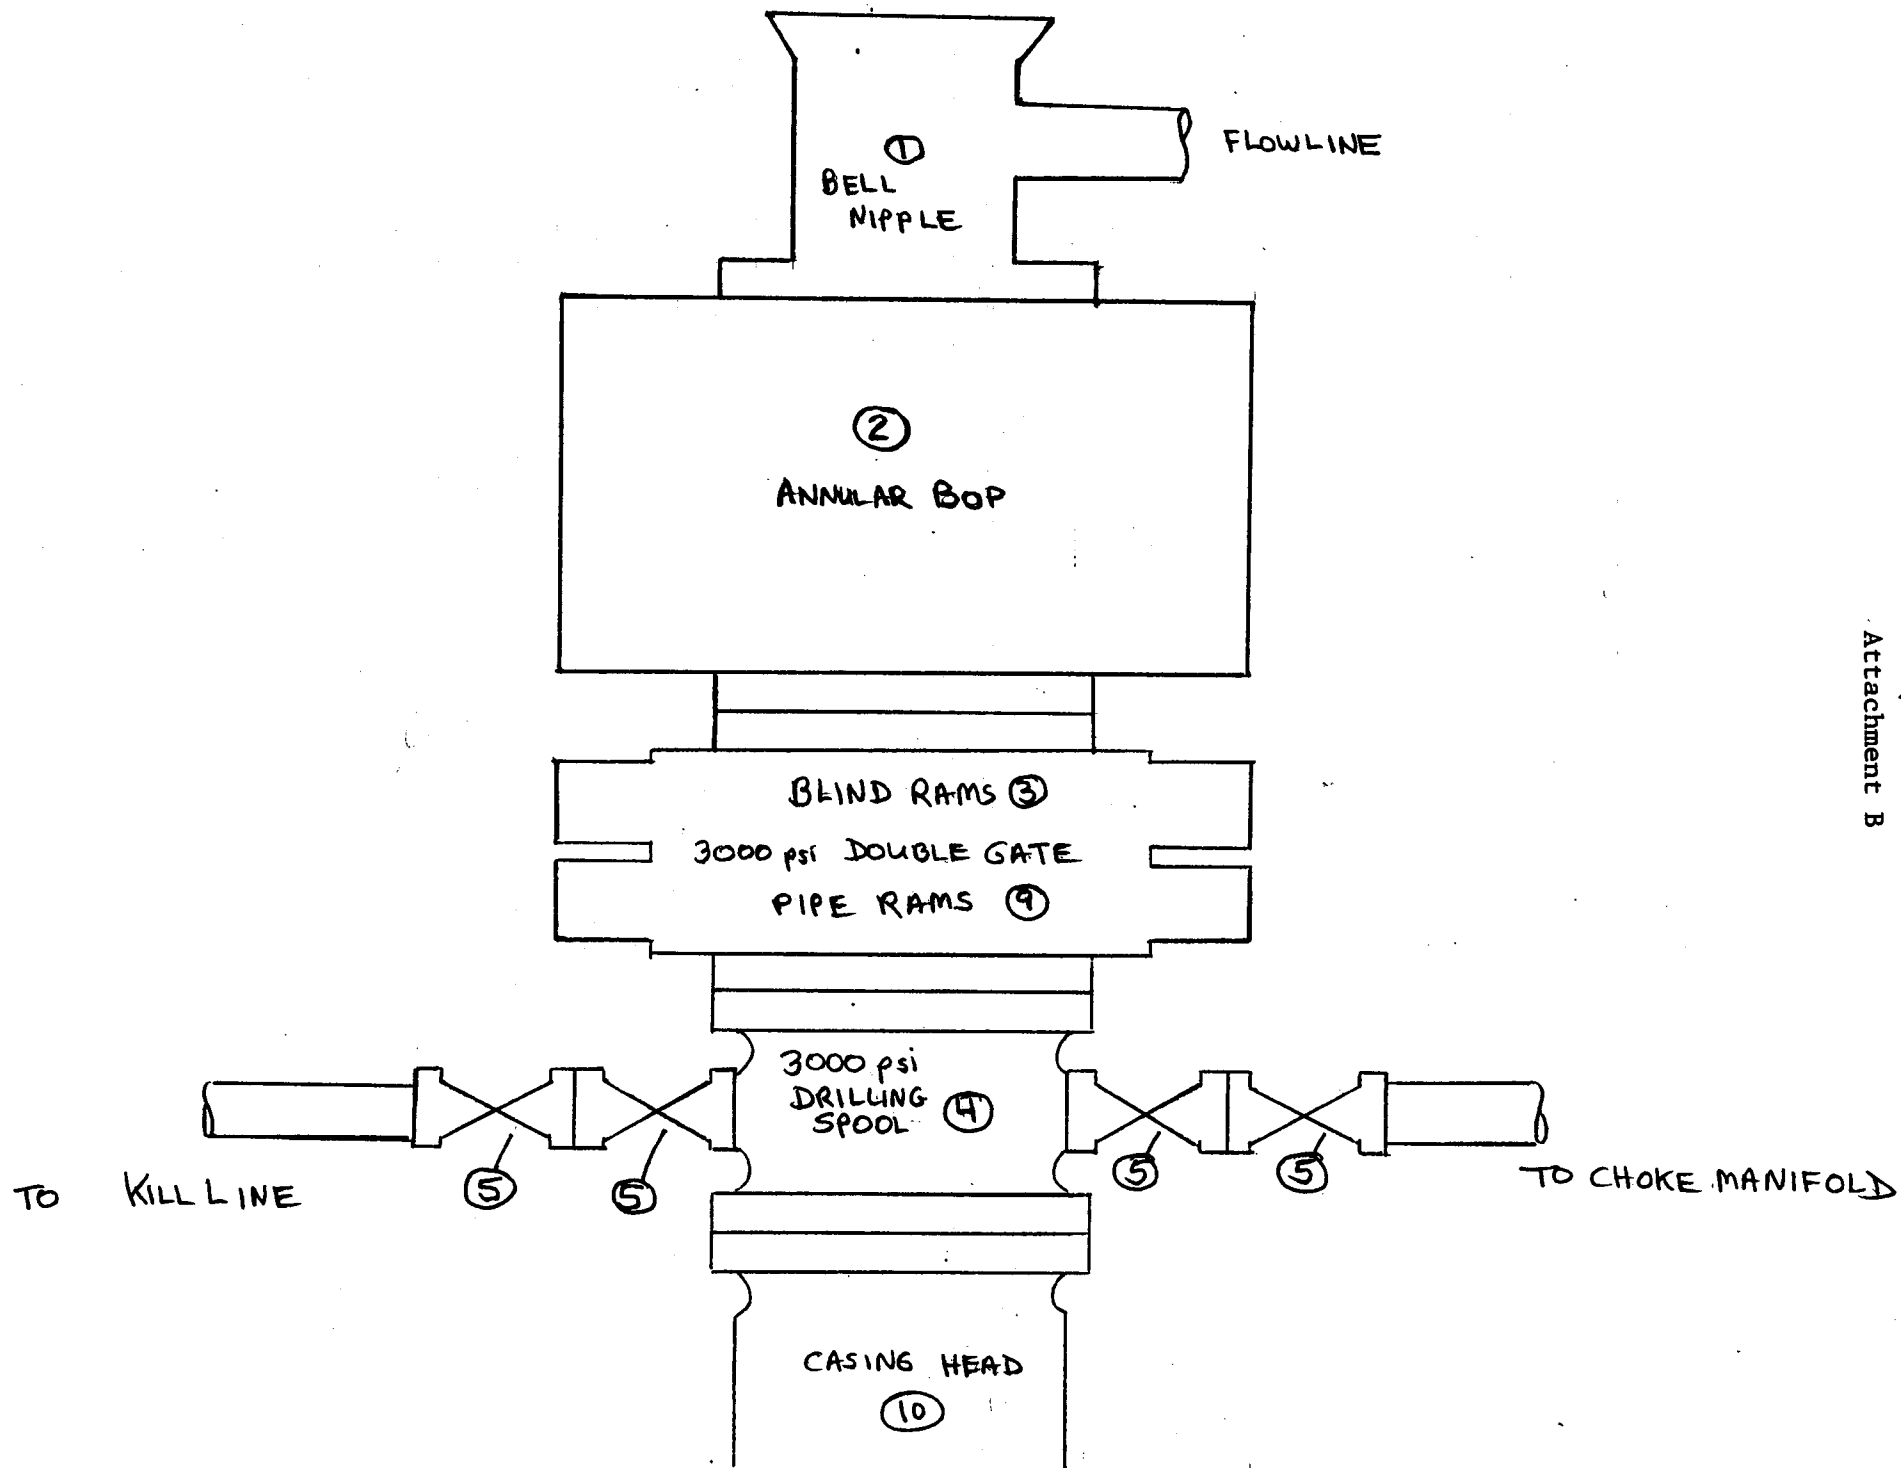 ①
BELL
NIPPLE
FLOWLINE
②
ANNULAR BOP
BLIND RAMS ③
3000 psi DOUBLE GATE
PIPE RAMS ⑨
3000 psi
DRILLING
SPOOL
④
⑤
⑤
⑤
⑤
TO KILL LINE
TO CHOKE MANIFOLD
CASING HEAD
⑩
Attachment B